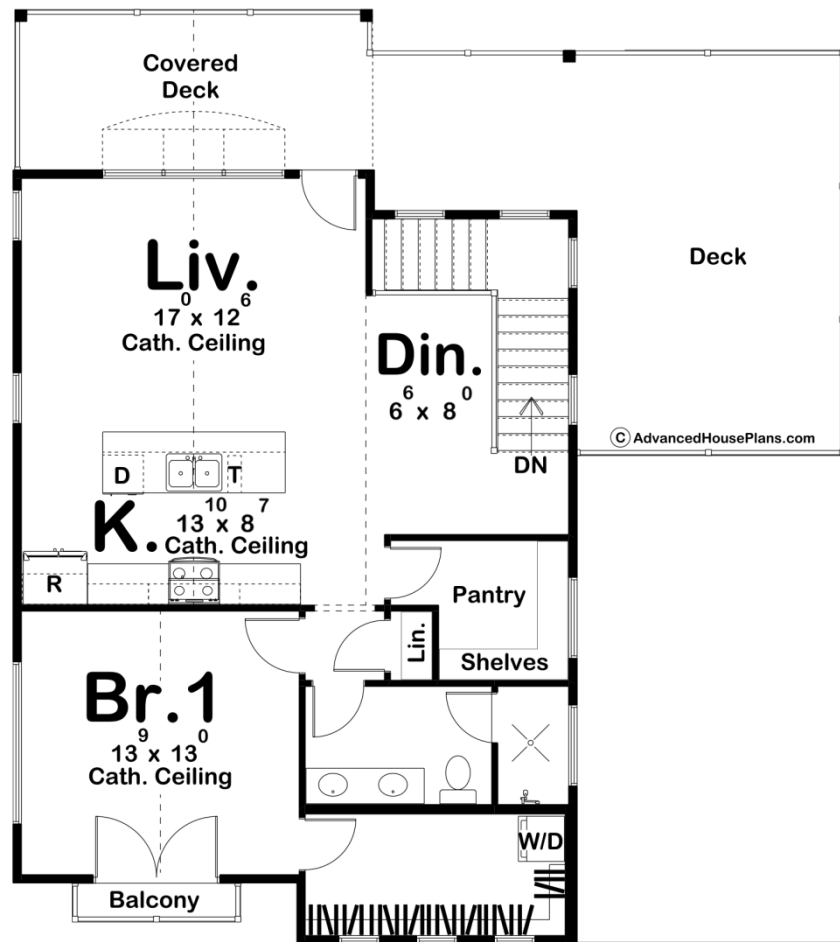 Covered
Deck
Liv.
17⁰ x 12⁶
Cath. Ceiling
Din.
6⁶ x 8⁰
Deck
© AdvancedHousePlans.com
DN
D
T
K.
13¹⁰ x 8⁷
Cath. Ceiling
R
Pantry
Shelves
Lin.
Br.1
13⁹ x 13⁰
Cath. Ceiling
W/D
Balcony